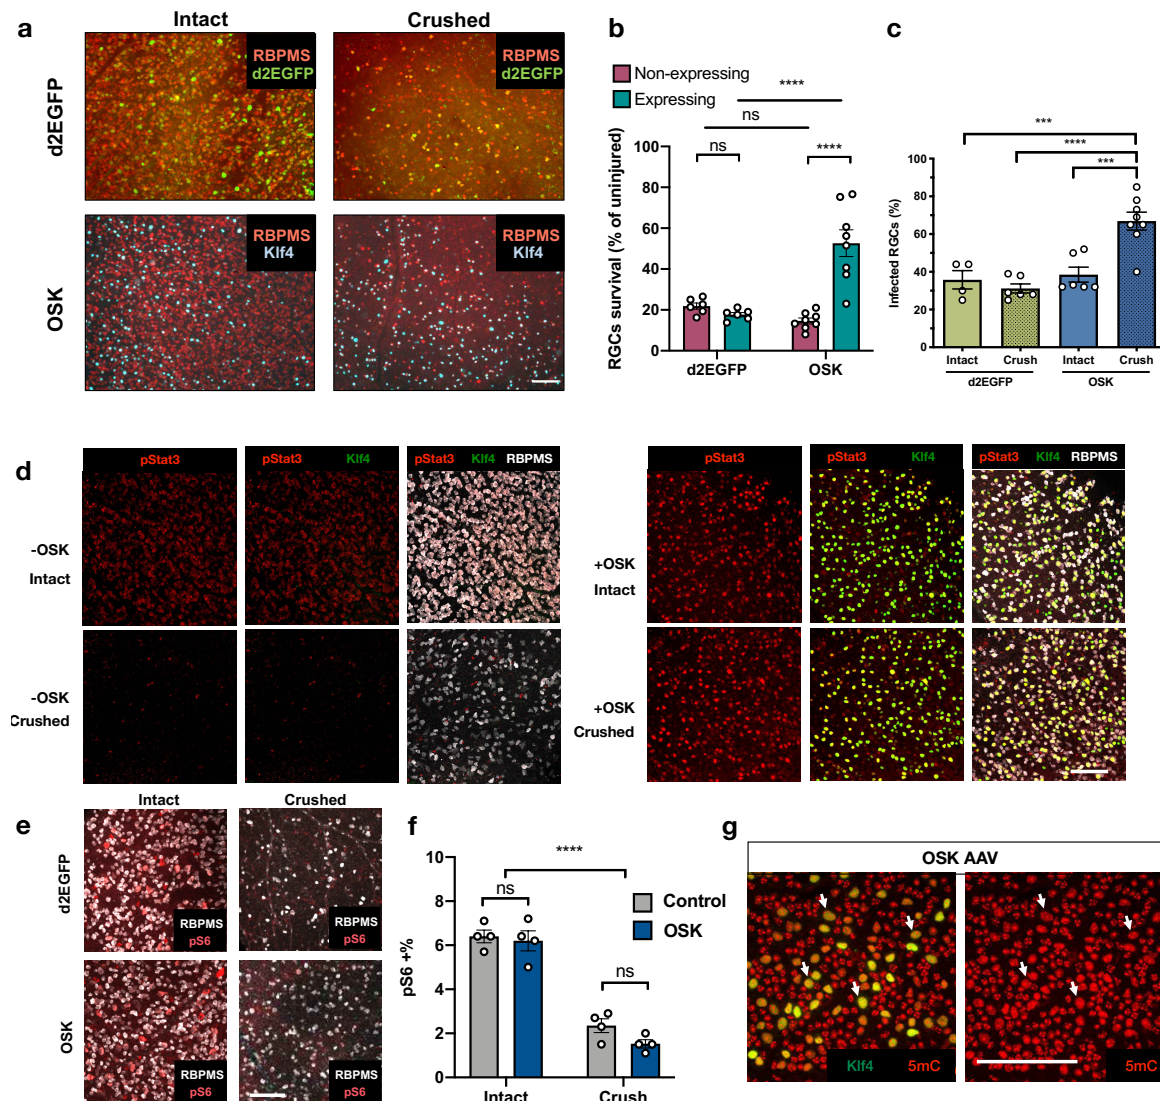 a
Intact
Crushed
d2EGFP
RBPMS
d2EGFP
RBPMS
d2EGFP
OSK
RBPMS
Klf4
RBPMS
Klf4
b
Non-expressing
Expressing
****
ns
ns
****
RGCs survival (% of uninjured)
100
80
60
40
20
0
d2EGFP
OSK
c
***
****
***
Infected RGCs (%)
100
80
60
40
20
0
Intact
Crush
Intact
Crush
d2EGFP
OSK
d
pStat3
pStat3 Klf4
pStat3 Klf4 RBPMS
-OSK
Intact
-OSK
Crushed
pStat3
pStat3 Klf4
pStat3 Klf4 RBPMS
+OSK
Intact
+OSK
Crushed
e
Intact
Crushed
d2EGFP
RBPMS
pS6
RBPMS
pS6
OSK
RBPMS
pS6
RBPMS
pS6
f
****
ns
ns
Control
OSK
pS6 +%
10
8
6
4
2
0
Intact
Crush
g
OSK AAV
Klf4 5mC
5mC